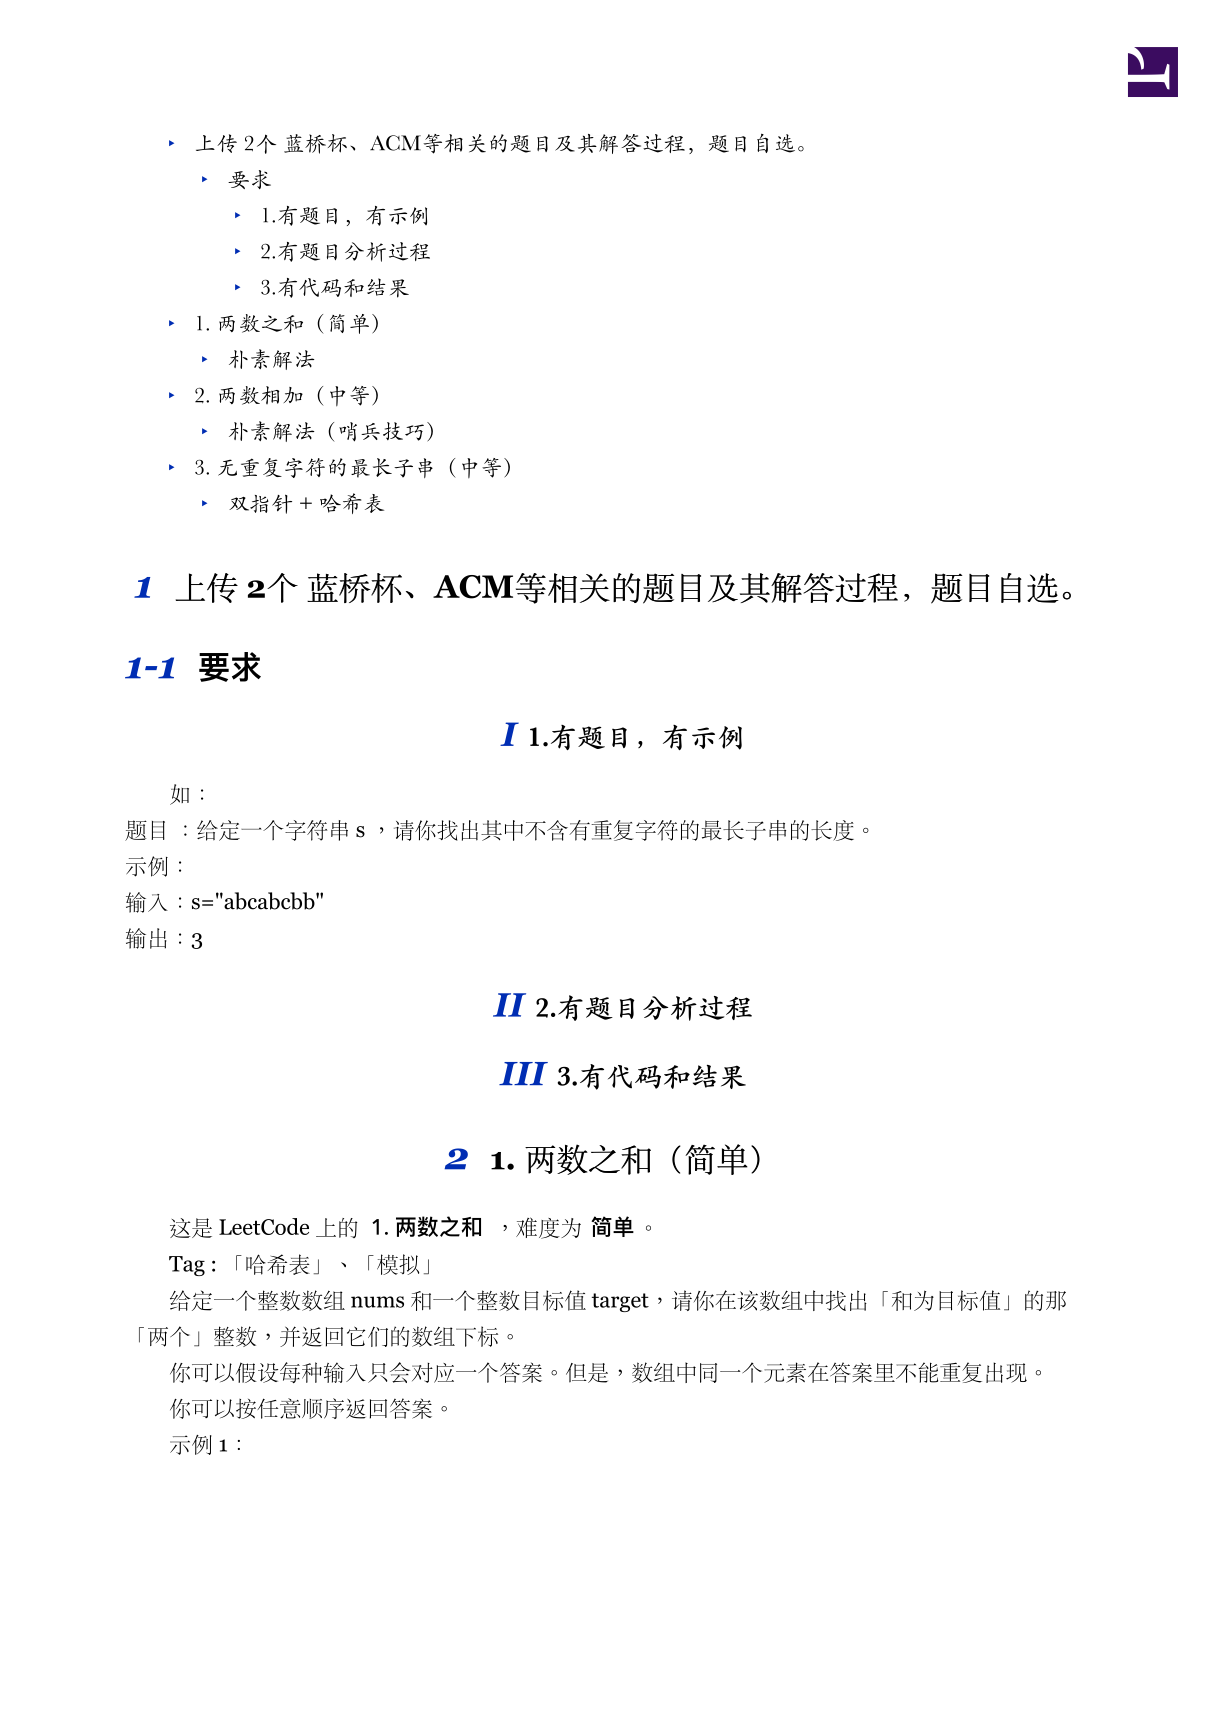 上传 2个 蓝桥杯、ACM等相关的题目及其解答过程，题目自选。
要求
1.有题目，有示例
2.有题目分析过程
3.有代码和结果
1. 两数之和（简单）
朴素解法
2. 两数相加（中等）
朴素解法（哨兵技巧）
3. 无重复字符的最长子串（中等）
双指针 + 哈希表
1 上传 2个 蓝桥杯、ACM等相关的题目及其解答过程，题目自选。
1-1 要求
I 1.有题目，有示例
如：
题目 ：给定一个字符串 s ，请你找出其中不含有重复字符的最长子串的长度。
示例：
输入：s="abcabcbb"
输出：3
II 2.有题目分析过程
III 3.有代码和结果
2 1. 两数之和（简单）
这是 LeetCode 上的 1. 两数之和 ，难度为 简单 。
Tag : 「哈希表」、「模拟」
给定一个整数数组 nums 和一个整数目标值 target，请你在该数组中找出「和为目标值」的那
「两个」整数，并返回它们的数组下标。
你可以假设每种输入只会对应一个答案。但是，数组中同一个元素在答案里不能重复出现。
你可以按任意顺序返回答案。
示例 1：